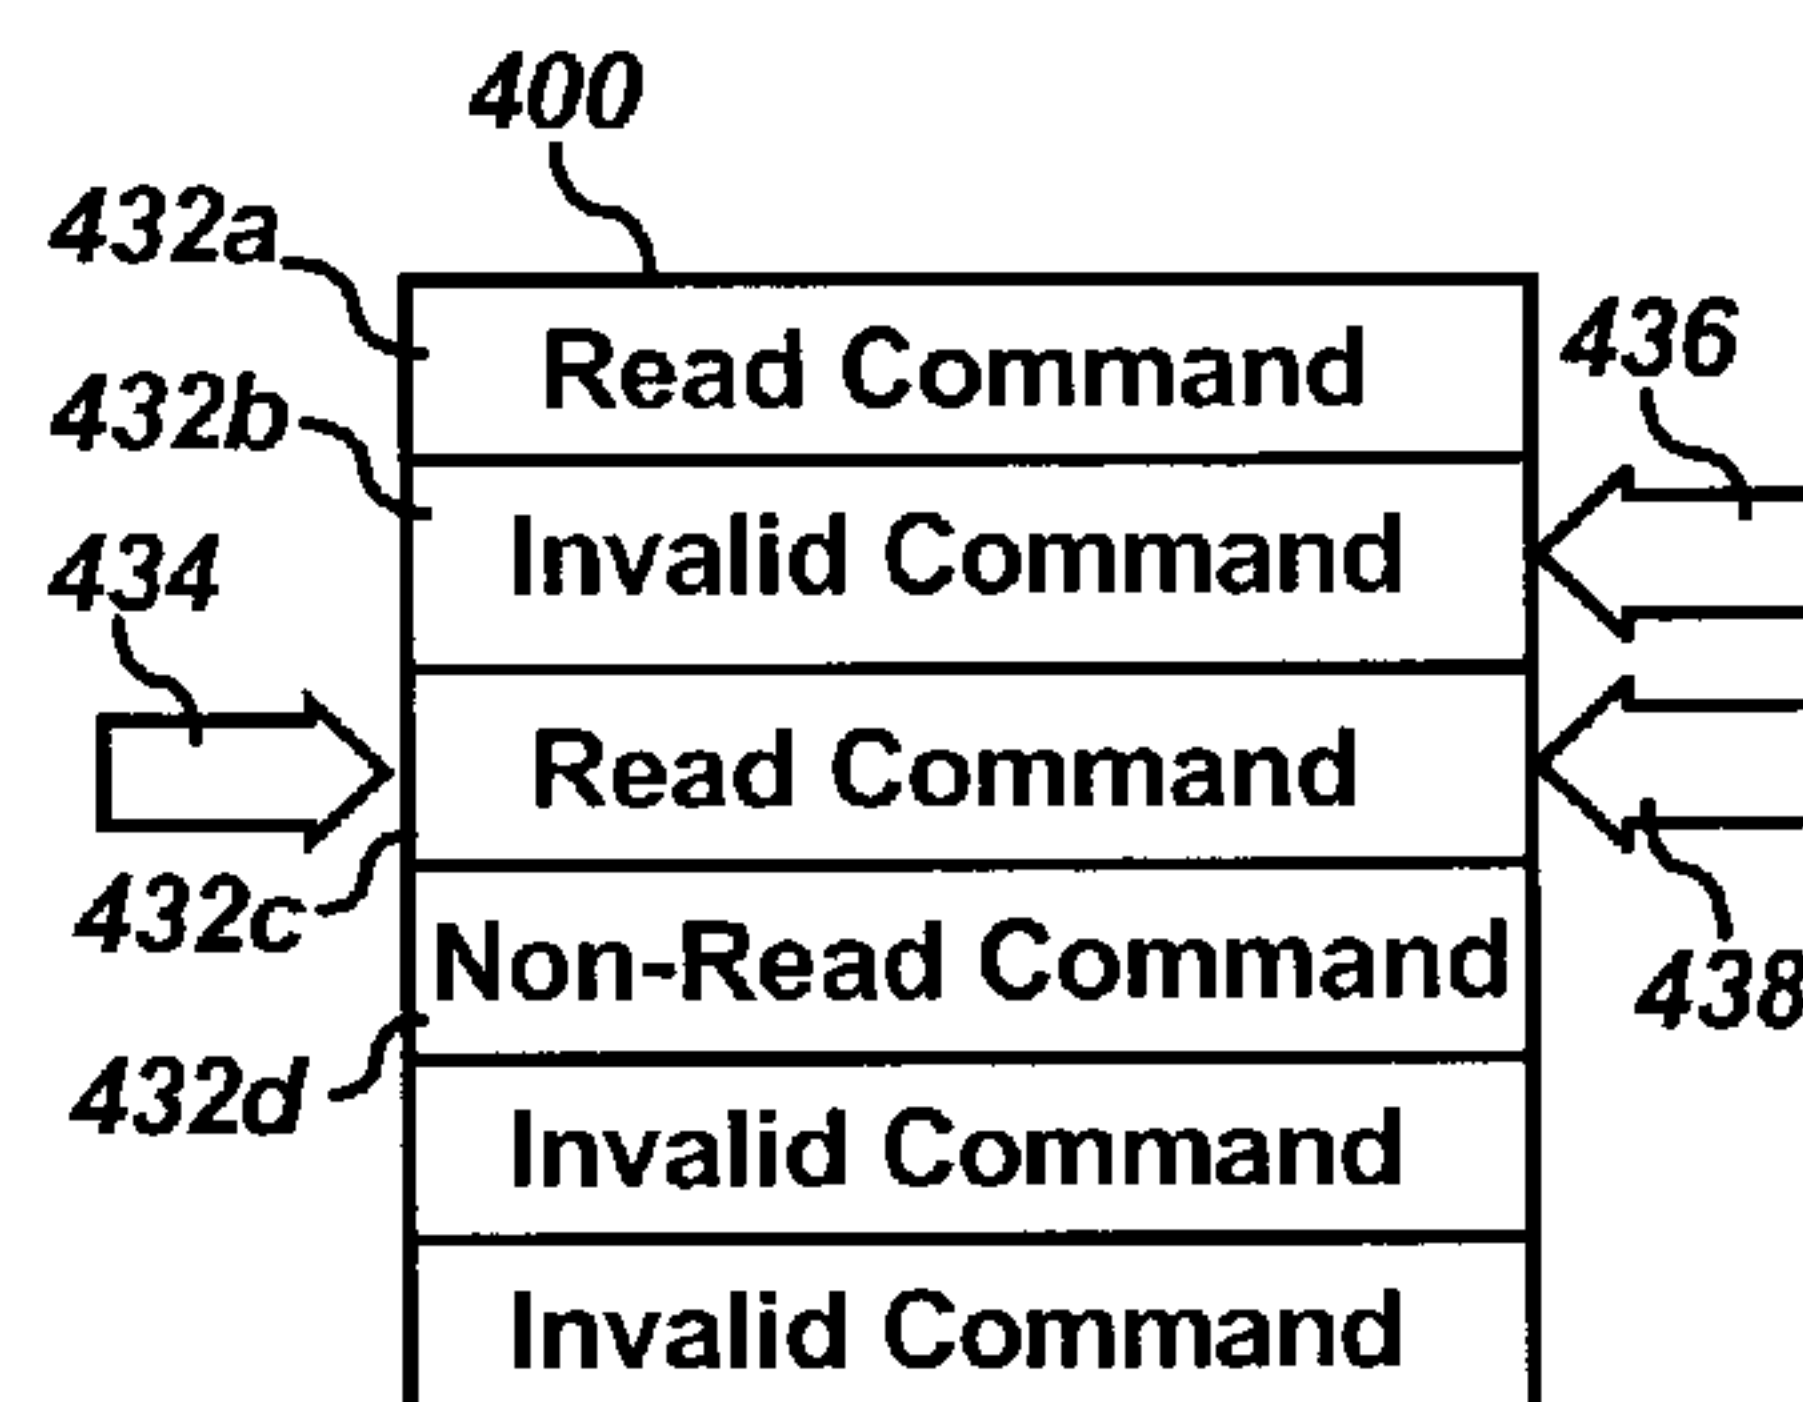 400
432a
Read Command
436
432b
Invalid Command
434
Read Command
432c
Non-Read Command
438
432d
Invalid Command
Invalid Command